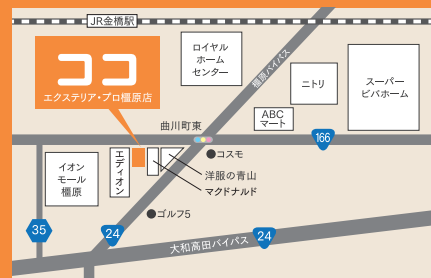 JR金橋駅
ココ
エクステリア・プロ橿原店
ロイヤル
ホーム
センター
橿原バイパス
ニトリ
スーパー
ビバホーム
ABC
マート
曲川町東
166
コスモ
イオン
モール
橿原
エディオン
洋服の青山
マクドナルド
ゴルフ5
35
24
大和高田バイパス
24